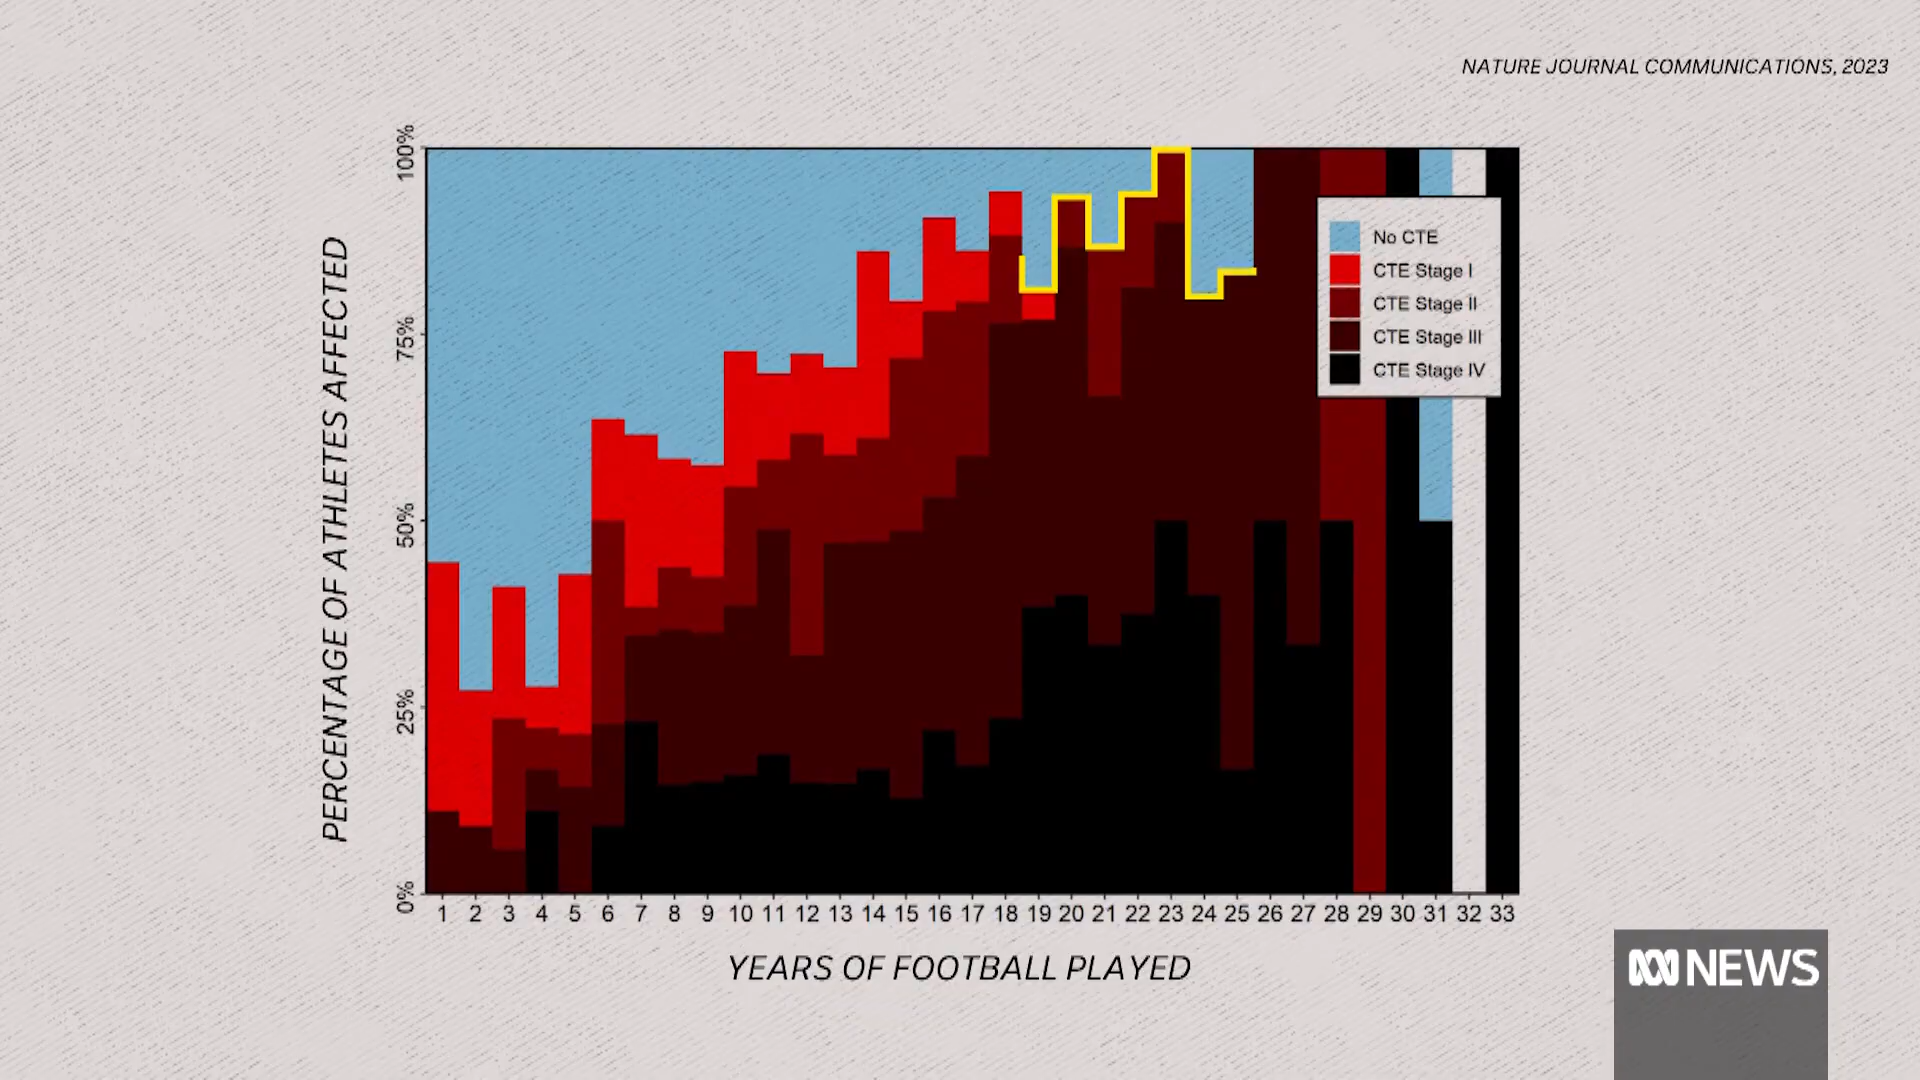 NATURE JOURNAL COMMUNICATIONS, 2023
PERCENTAGE OF ATHLETES AFFECTED
100%
75%
50%
25%
0%
No CTE
CTE Stage I
CTE Stage II
CTE Stage III
CTE Stage IV
1 2 3 4 5 6 7 8 9 10 11 12 13 14 15 16 17 18 19 20 21 22 23 24 25 26 27 28 29 30 31 32 33
YEARS OF FOOTBALL PLAYED
NEWS